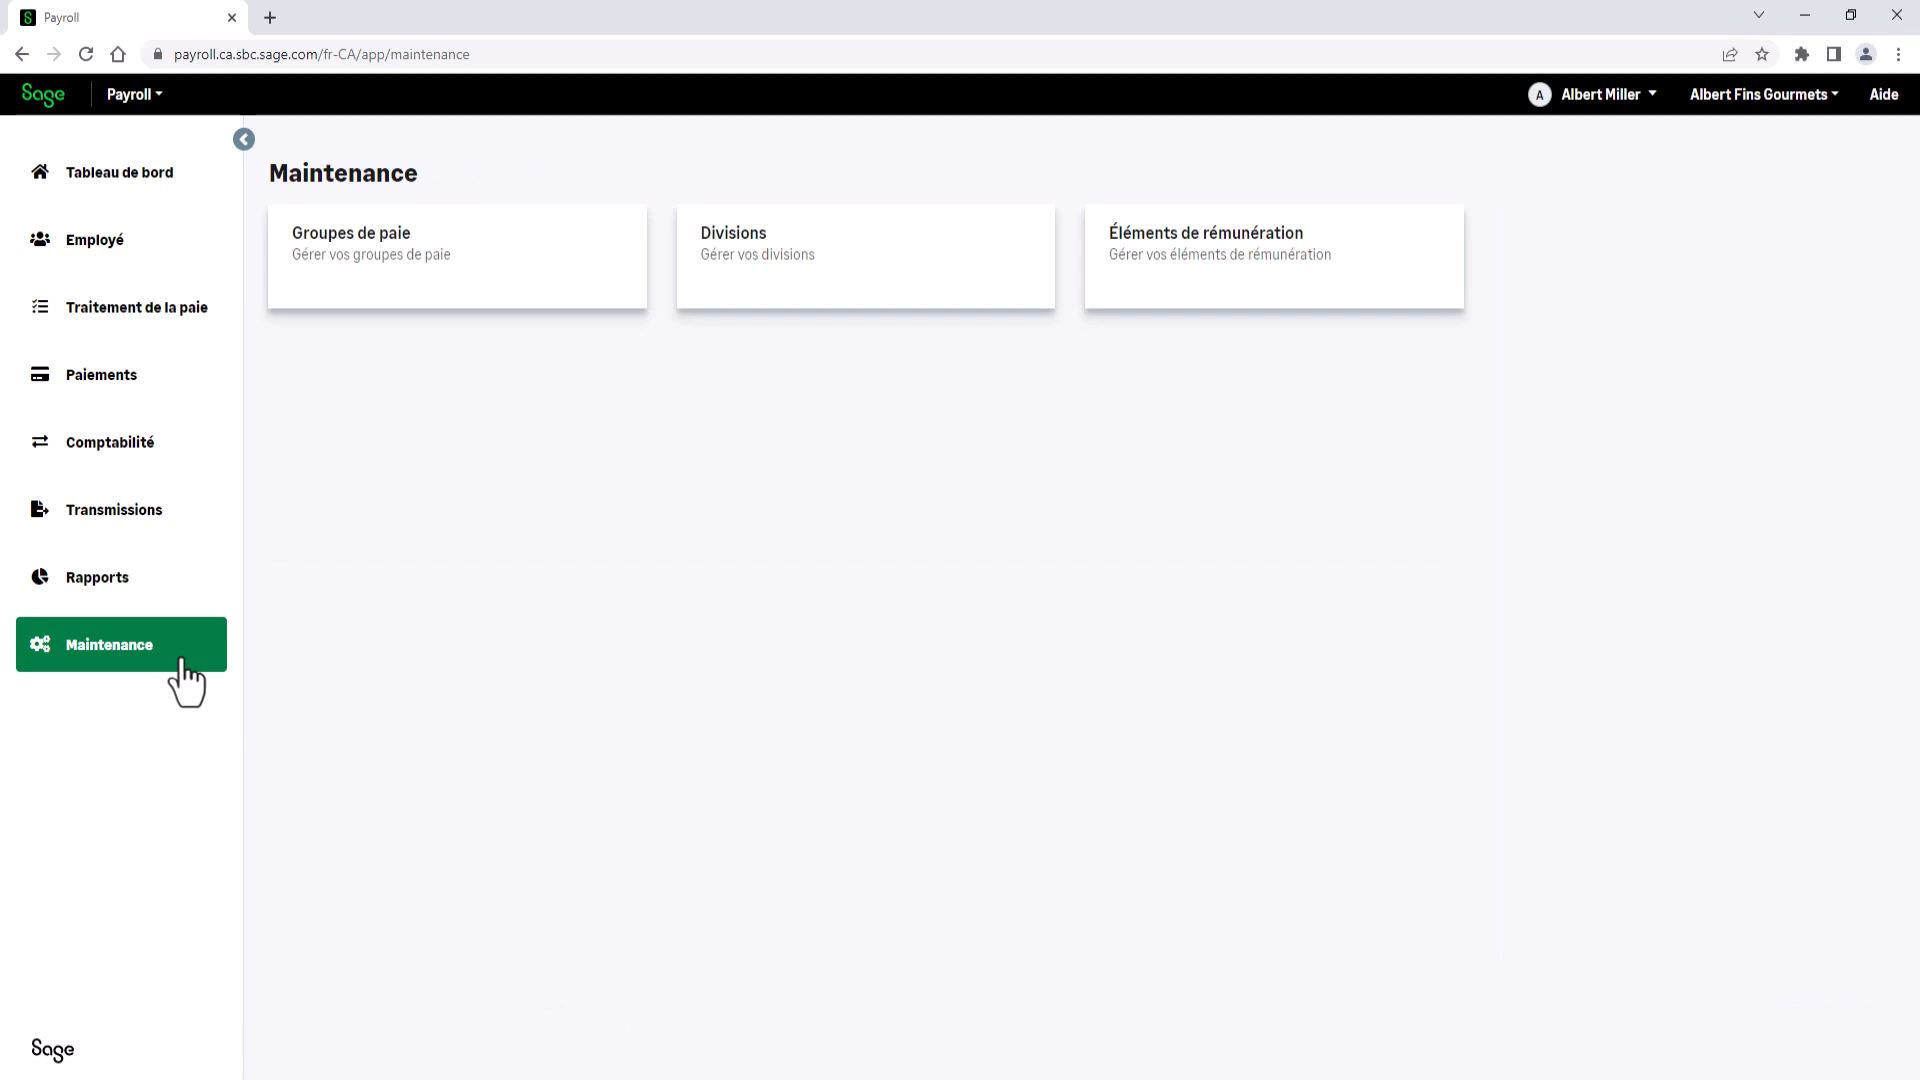 Payroll
payroll.ca.sbc.sage.com/fr-CA/app/maintenance
Sage
Payroll
A
Albert Miller
Albert Fins Gourmets
Aide
Tableau de bord
Employé
Traitement de la paie
Paiements
Comptabilité
Transmissions
Rapports
Maintenance
Sage
Maintenance
Groupes de paie
Gérer vos groupes de paie
Divisions
Gérer vos divisions
Éléments de rémunération
Gérer vos éléments de rémunération